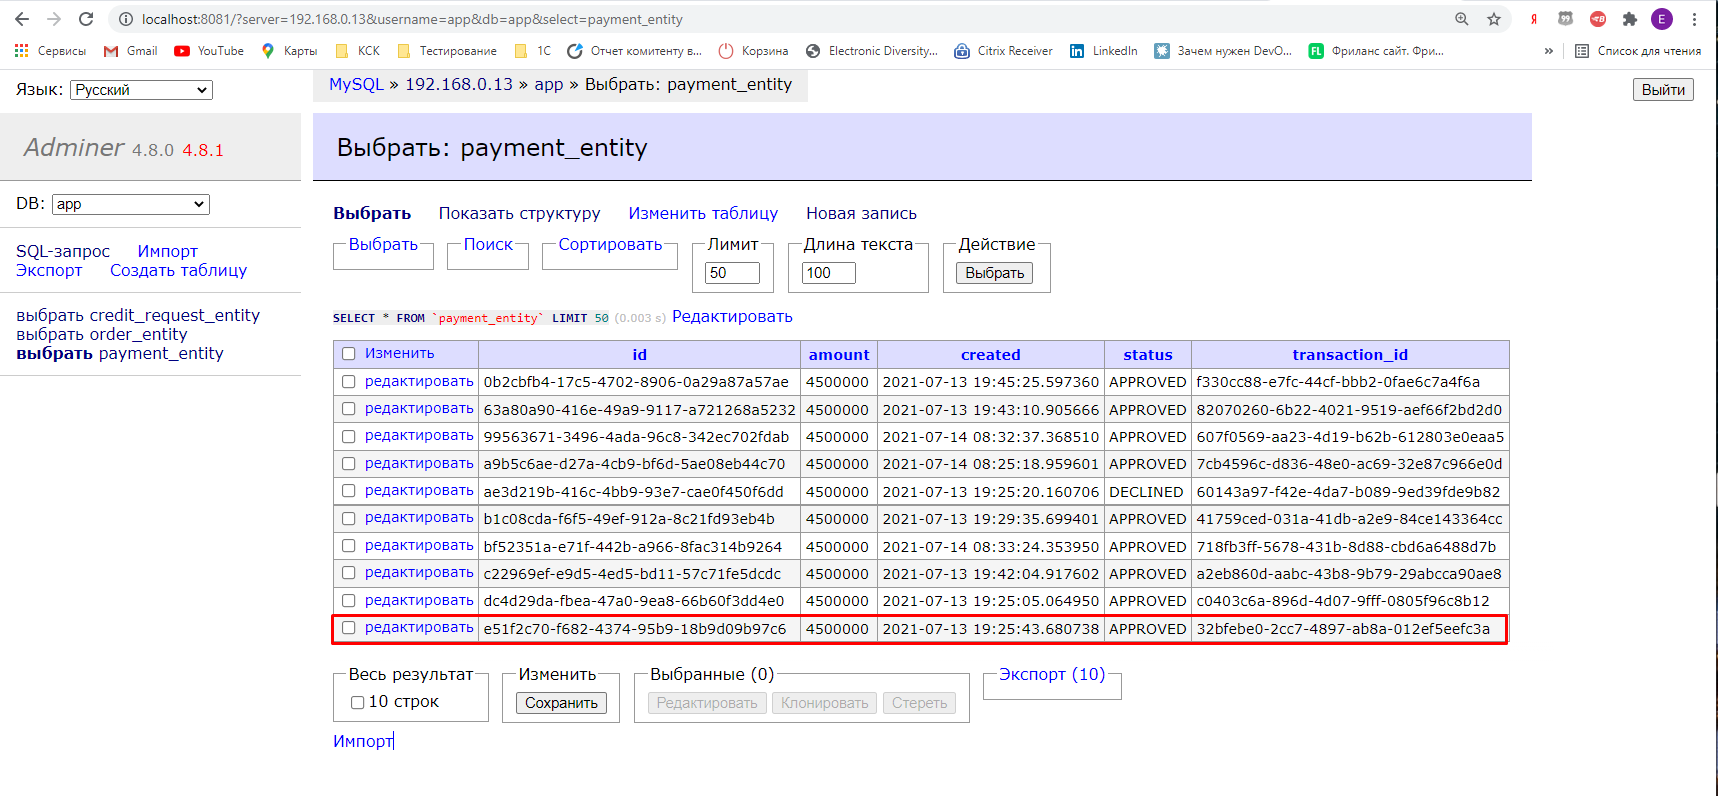 localhost:8081/?server=192.168.0.13&username=app&db=app&select=payment_entity
Сервисы Gmail YouTube Карты КСК Тестирование 1С Отчет комитенту в... Корзина Electronic Diversity... Citrix Receiver LinkedIn Зачем нужен DevO... Фриланс сайт. Фри... » Список для чтения
Язык: Русский MySQL » 192.168.0.13 » app » Выбрать: payment_entity Выйти
Adminer 4.8.0 4.8.1 Выбрать: payment_entity
DB: app
Выбрать Показать структуру Изменить таблицу Новая запись
SQL-запрос Импорт
Экспорт Создать таблицу
выбрать credit_request_entity
выбрать order_entity
выбрать payment_entity
Выбрать Поиск Сортировать Лимит Длина текста Действие
50 100 Выбрать
SELECT * FROM `payment_entity` LIMIT 50 (0.003 s) Редактировать
Изменить id amount created status transaction_id
редактировать 0b2cbfb4-17c5-4702-8906-0a29a87a57ae 4500000 2021-07-13 19:45:25.597360 APPROVED f330cc88-e7fc-44cf-bbb2-0fae6c7a4f6a
редактировать 63a80a90-416e-49a9-9117-a721268a5232 4500000 2021-07-13 19:43:10.905666 APPROVED 82070260-6b22-4021-9519-aef66f2bd2d0
редактировать 99563671-3496-4ada-96c8-342ec702fdab 4500000 2021-07-14 08:32:37.368510 APPROVED 607f0569-aa23-4d19-b62b-612803e0eaa5
редактировать a9b5c6ae-d27a-4cb9-bf6d-5ae08eb44c70 4500000 2021-07-14 08:25:18.959601 APPROVED 7cb4596c-d836-48e0-ac69-32e87c966e0d
редактировать ae3d219b-416c-4bb9-93e7-cae0f450f6dd 4500000 2021-07-13 19:25:20.160706 DECLINED 60143a97-f42e-4da7-b089-9ed39fde9b82
редактировать b1c08cda-f6f5-49ef-912a-8c21fd93eb4b 4500000 2021-07-13 19:29:35.699401 APPROVED 41759ced-031a-41db-a2e9-84ce143364cc
редактировать bf52351a-e71f-442b-a966-8fac314b9264 4500000 2021-07-14 08:33:24.353950 APPROVED 718fb3ff-5678-431b-8d88-cbd6a6488d7b
редактировать c22969ef-e9d5-4ed5-bd11-57c71fe5dcdc 4500000 2021-07-13 19:42:04.917602 APPROVED a2eb860d-aabc-43b8-9b79-29abcca90ae8
редактировать dc4d29da-fbea-47a0-9ea8-66b60f3dd4e0 4500000 2021-07-13 19:25:05.064950 APPROVED c0403c6a-896d-4d07-9fff-0805f96c8b12
редактировать e51f2c70-f682-4374-95b9-18b9d09b97c6 4500000 2021-07-13 19:25:43.680738 APPROVED 32bfebe0-2cc7-4897-ab8a-012ef5eefc3a
Весь результат Изменить Выбранные (0) Экспорт (10)
10 строк Сохранить Редактировать Клонировать Стереть
Импорт